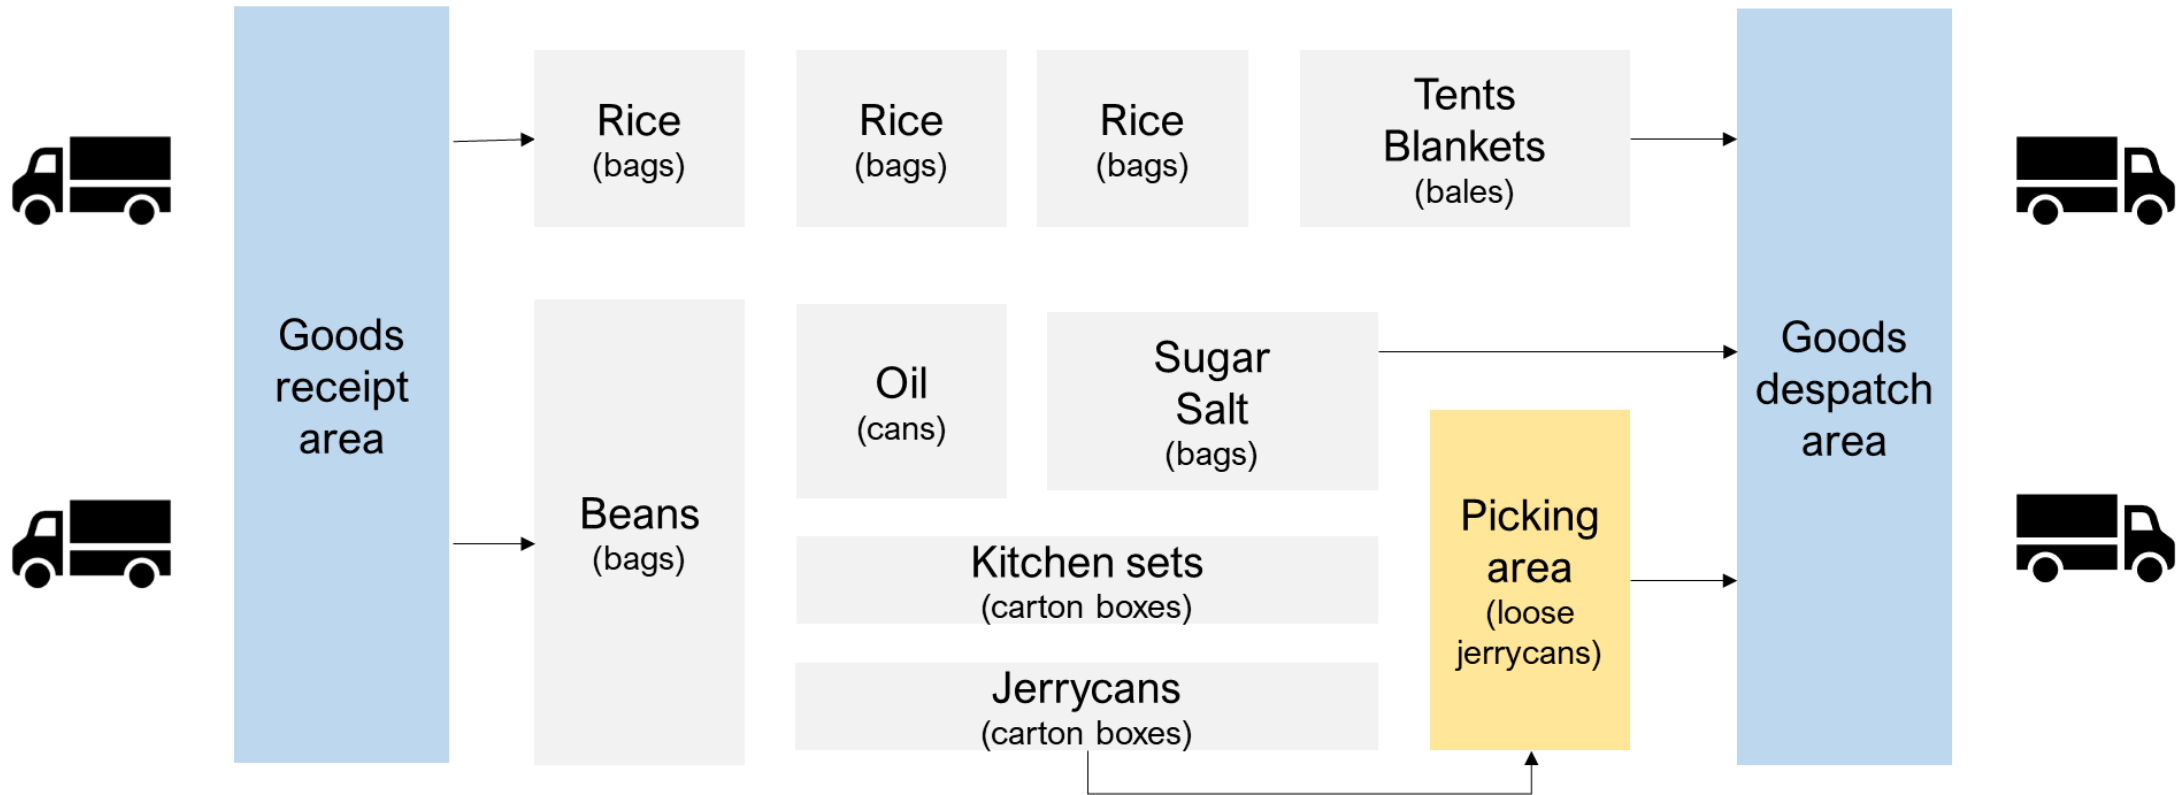 Goods
receipt
area
Rice
(bags)
Rice
(bags)
Rice
(bags)
Tents
Blankets
(bales)
Beans
(bags)
Oil
(cans)
Sugar
Salt
(bags)
Kitchen sets
(carton boxes)
Jerrycans
(carton boxes)
Picking
area
(loose
jerrycans)
Goods
despatch
area